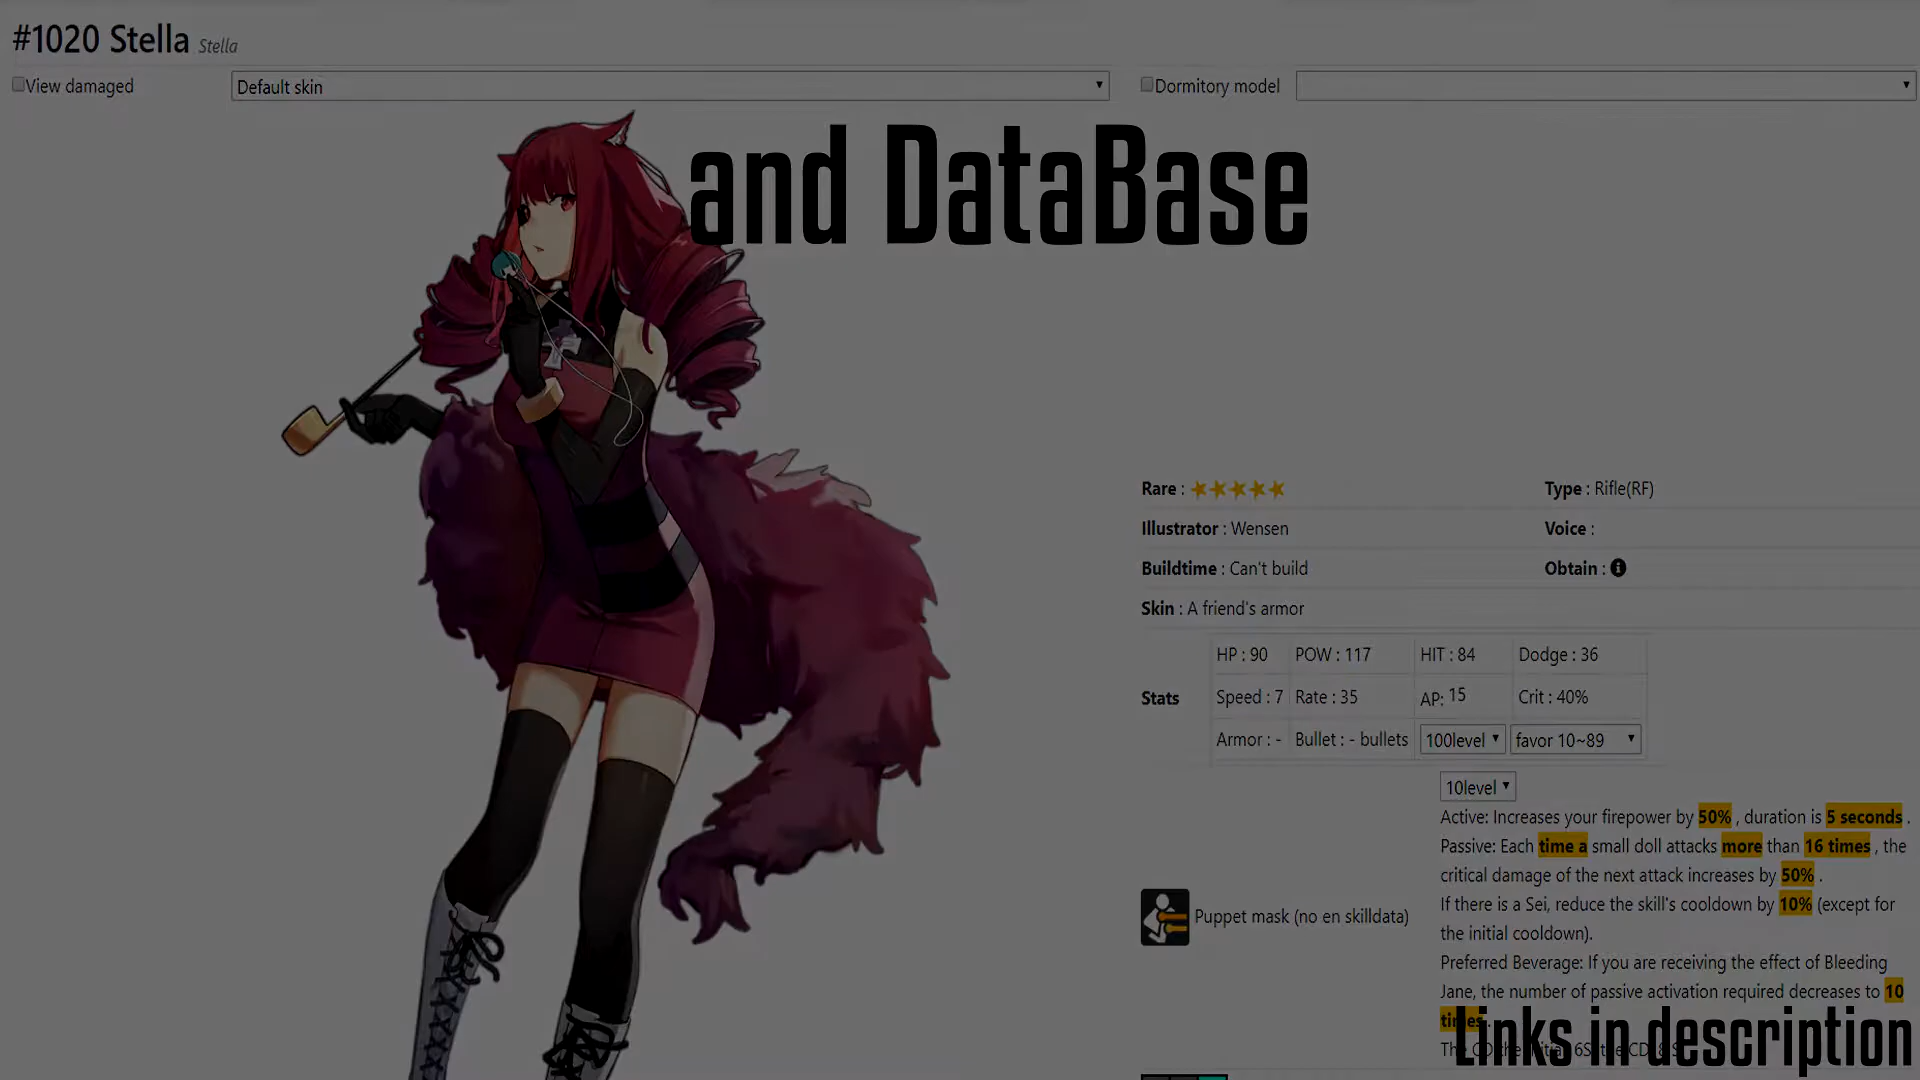 #1020 Stella Stella
View damaged
Default skin
Dormitory model
and DataBase
Rare :
Type : Rifle(RF)
Illustrator : Wensen
Voice :
Buildtime : Can't build
Obtain :
Skin : A friend's armor
Stats
HP : 90 POW : 117 HIT : 84 Dodge : 36
Speed : 7 Rate : 35 AP: 15 Crit : 40%
Armor : - Bullet : - bullets 100level favor 10~89
10level
Puppet mask (no en skilldata)
Active: Increases your firepower by 50% , duration is 5 seconds .
Passive: Each time a small doll attacks more than 16 times , the
critical damage of the next attack increases by 50% .
If there is a Sei, reduce the skill's cooldown by 10% (except for
the initial cooldown).
Preferred Beverage: If you are receiving the effect of Bleeding
Jane, the number of passive activation required decreases to 10
times.
Links in description